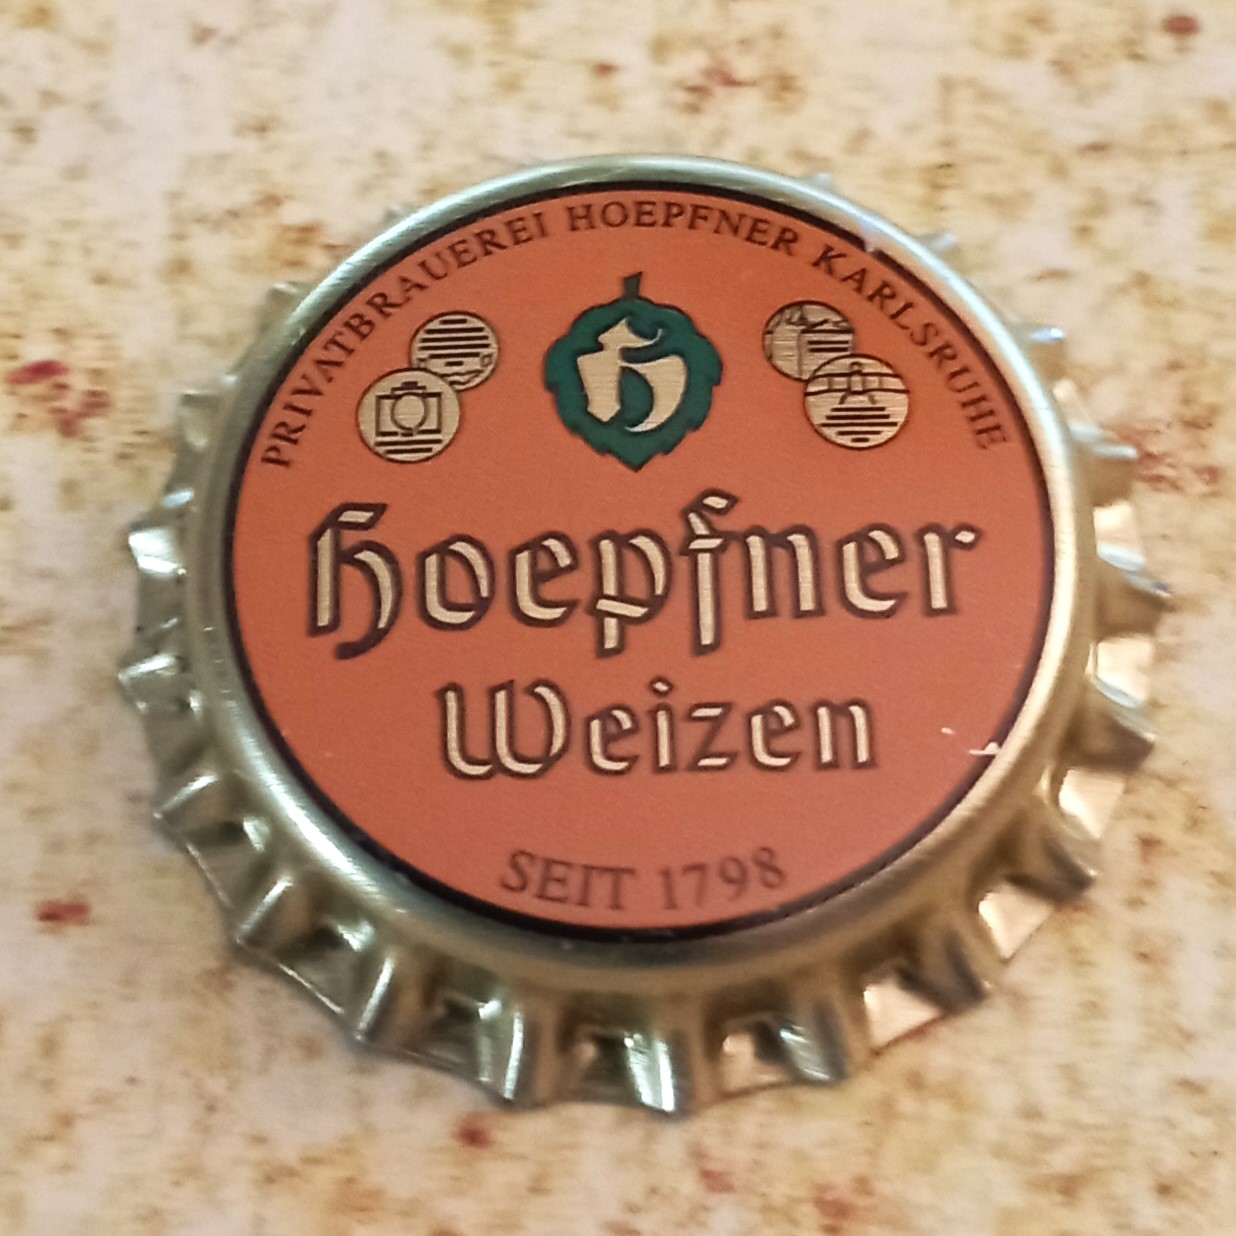 PRIVATBRAUEREI HOEPFNER KARLSRUHE
h
Hoepfner
Weizen
SEIT 1798